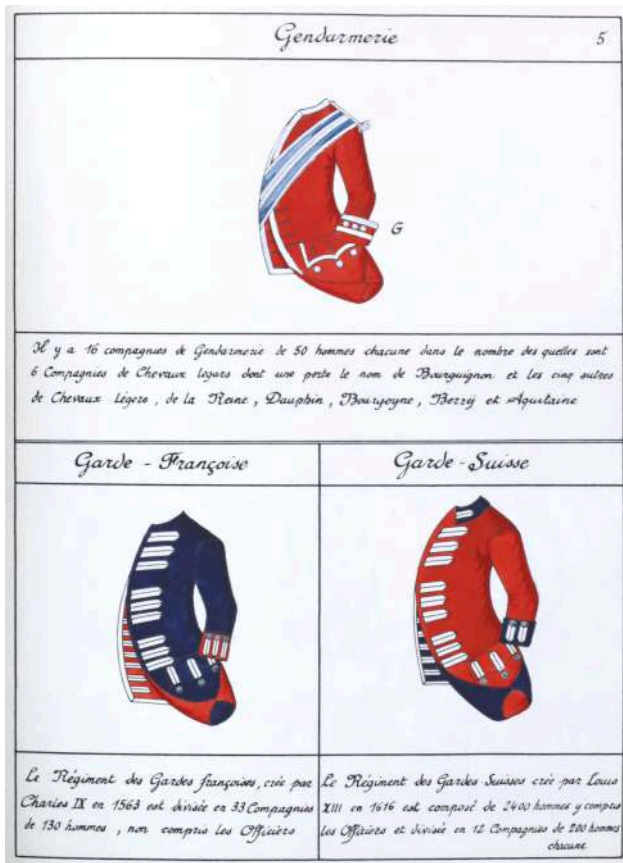 Gendarmerie 5
G
Il y a 16 compagnies de Gendarmerie de 50 hommes chacune dans le nombre des quelles sont
6 Compagnies de Chevaux legars dont une porte le nom de Bourguignon et les cinq autres
de Chevaux Légers, de la Reine, Dauphin, Bourgogne, Berrÿ et Aquitaine
Garde - Françoise
Garde - Suisse
Le Régiment des Gardes françoises, crée par
Charles IX en 1563 est divisée en 33 Compagnies
de 130 hommes, non compris les Officiers
Le Régiment des Gardes Suisses crée par Louis
XIII en 1616 est composé de 2400 hommes y compris
les Officiers et divisée en 12 Compagnies de 200 hommes
chacune